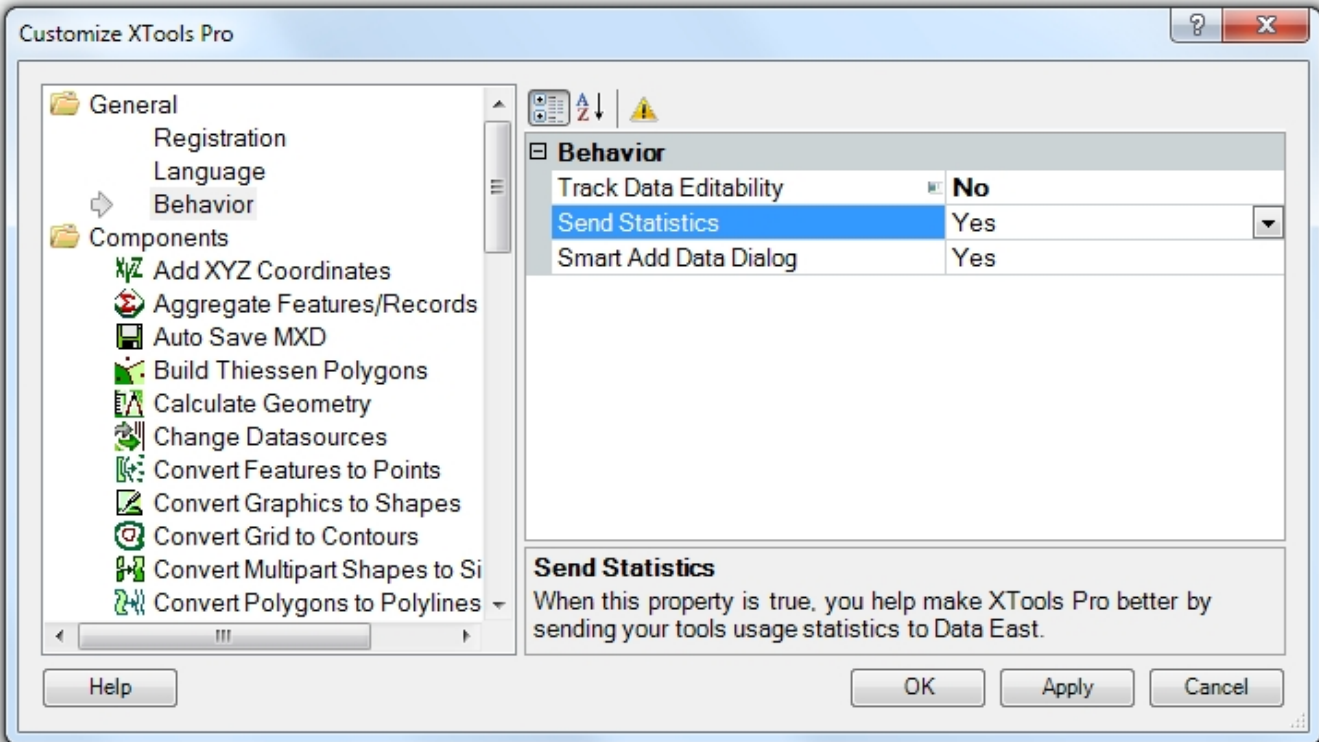 Customize XTools Pro
General
Registration
Language
Behavior
Components
Add XYZ Coordinates
Aggregate Features/Records
Auto Save MXD
Build Thiessen Polygons
Calculate Geometry
Change Datasources
Convert Features to Points
Convert Graphics to Shapes
Convert Grid to Contours
Convert Multipart Shapes to Si
Convert Polygons to Polylines
Behavior
Track Data Editability No
Send Statistics Yes
Smart Add Data Dialog Yes
Send Statistics
When this property is true, you help make XTools Pro better by
sending your tools usage statistics to Data East.
Help OK Apply Cancel